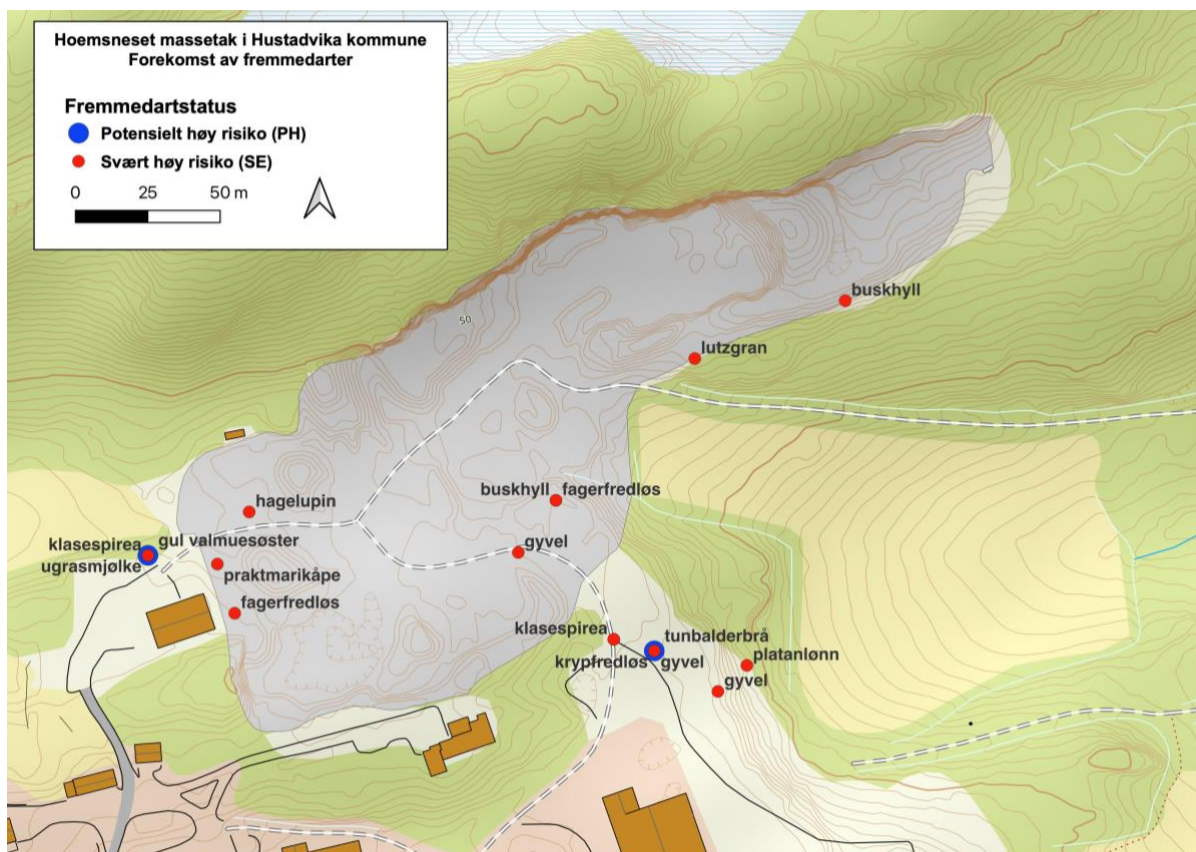 Hoemsneset massetak i Hustadvika kommune
Forekomst av fremmedarter
Fremmedartstatus
Potensielt høy risiko (PH)
Svært høy risiko (SE)
0 25 50 m
buskhyll
50
lutzgran
buskhyll fagerfredløs
hagelupin
klasespirea gul valmuesøster
ugrasmjølke
gyvel
praktmarikåpe
fagerfredløs
klasespirea tunbalderbrå
krypfredløs gyvel
platanlønn
gyvel